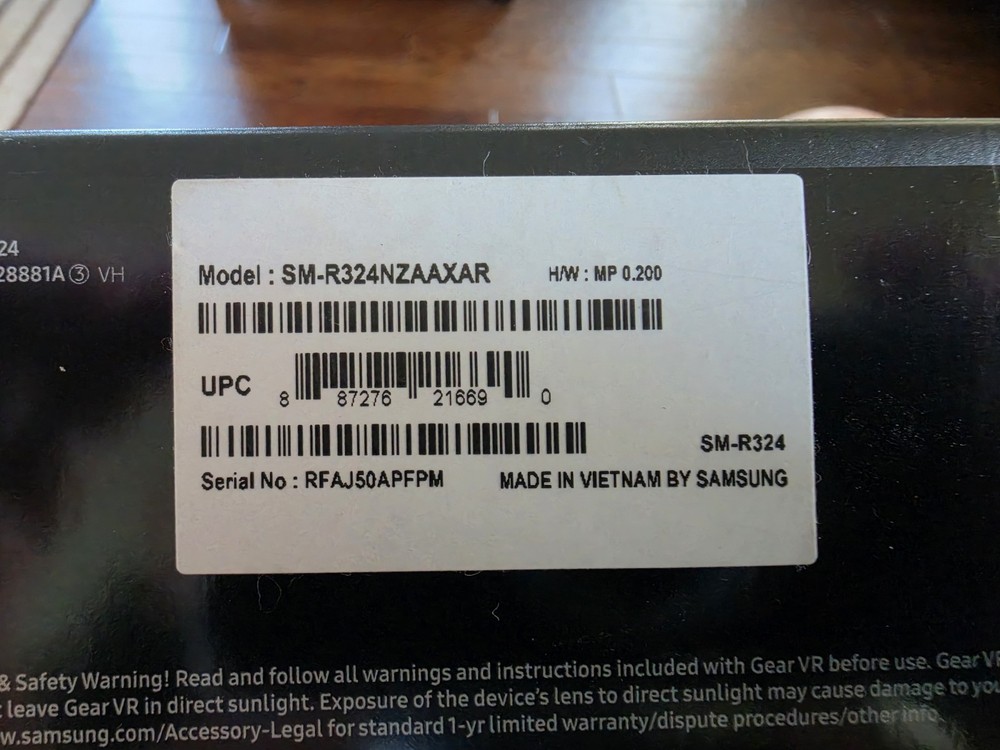 24
28881A ③ VH
Model : SM-R324NZAAXAR H/W : MP 0.200
UPC 8 87276 21669 0
SM-R324
Serial No : RFAJ50APFPM MADE IN VIETNAM BY SAMSUNG
& Safety Warning! Read and follow all warnings and instructions included with Gear VR before use. Gear VR
leave Gear VR in direct sunlight. Exposure of the device's lens to direct sunlight may cause damage to you
w.samsung.com/Accessory-Legal for standard 1-yr limited warranty/dispute procedures/other info.